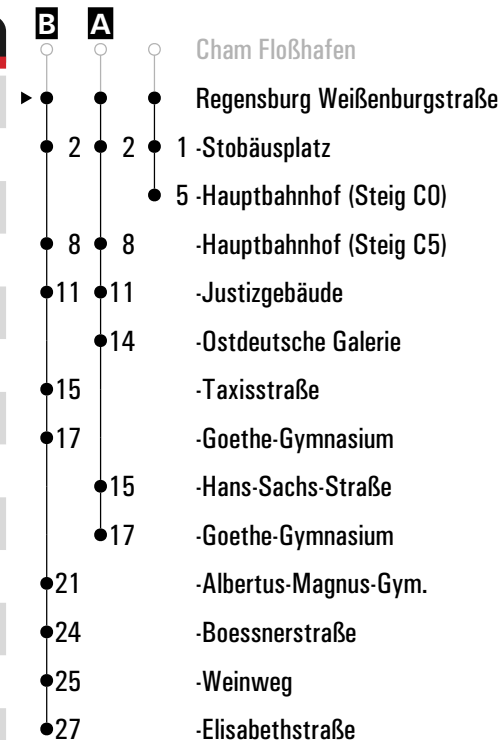 B A
Cham Floßhafen
Regensburg Weißenburgstraße
2 2 1 -Stobäusplatz
5 -Hauptbahnhof (Steig C0)
8 8 -Hauptbahnhof (Steig C5)
11 11 -Justizgebäude
14 -Ostdeutsche Galerie
15 -Taxisstraße
17 -Goethe-Gymnasium
15 -Hans-Sachs-Straße
17 -Goethe-Gymnasium
21 -Albertus-Magnus-Gym.
24 -Boessnerstraße
25 -Weinweg
27 -Elisabethstraße